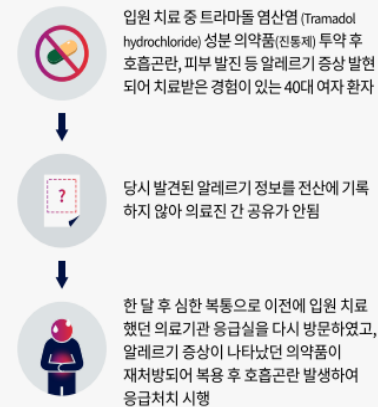 입원 치료 중 트라마돌 염산염 (Tramadol
hydrochloride) 성분 의약품(진통제) 투약 후
호흡곤란, 피부 발진 등 알레르기 증상 발현
되어 치료받은 경험이 있는 40대 여자 환자
?
당시 발견된 알레르기 정보를 전산에 기록
하지 않아 의료진 간 공유가 안됨
한 달 후 심한 복통으로 이전에 입원 치료
했던 의료기관 응급실을 다시 방문하였고,
알레르기 증상이 나타났던 의약품이
재처방되어 복용 후 호흡곤란 발생하여
응급처치 시행